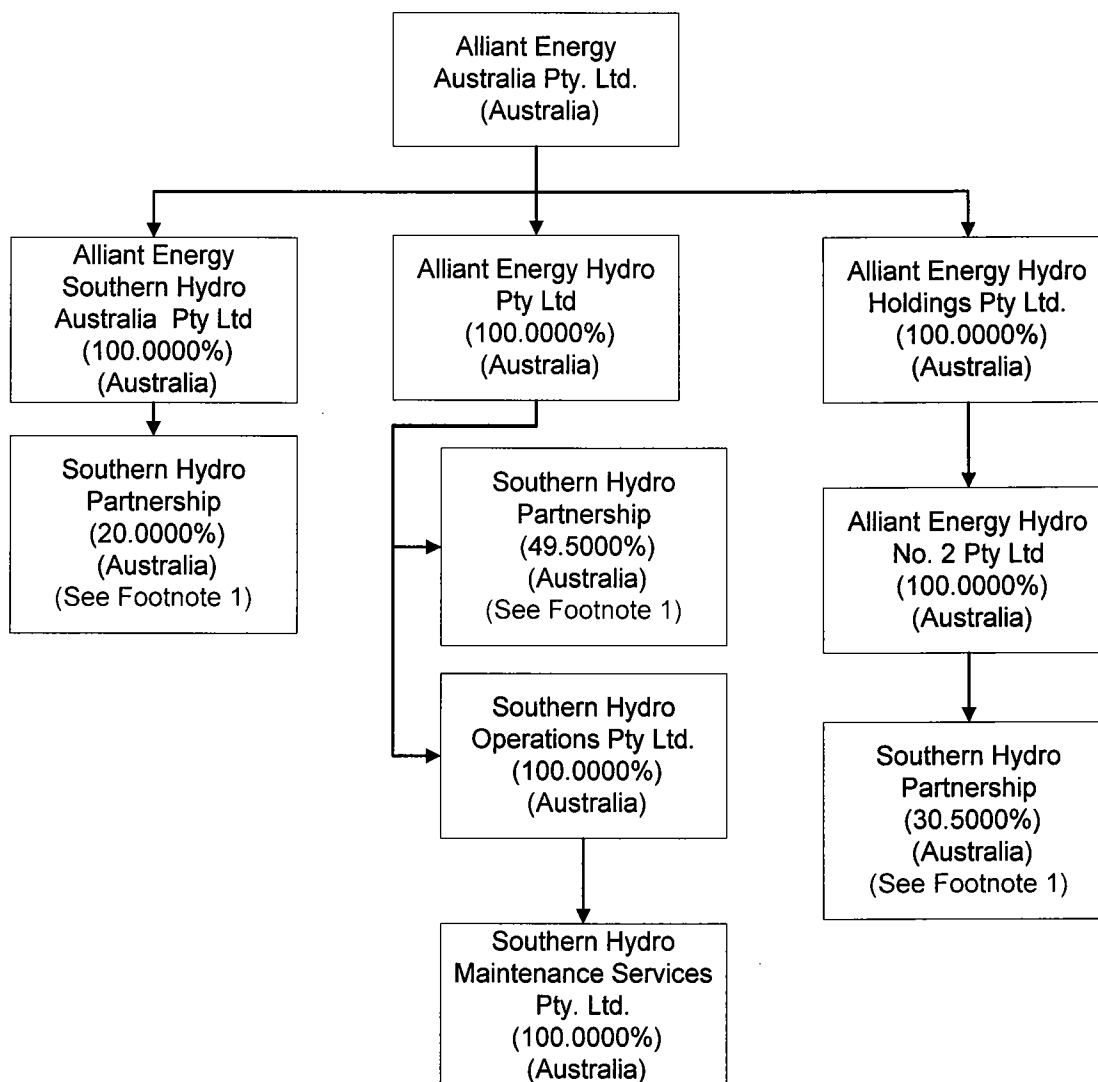 Alliant Energy
Australia Pty. Ltd.
(Australia)
Alliant Energy
Southern Hydro
Australia Pty Ltd
(100.0000%)
(Australia)
Southern Hydro
Partnership
(20.0000%)
(Australia)
(See Footnote 1)
Alliant Energy Hydro
Pty Ltd
(100.0000%)
(Australia)
Southern Hydro
Partnership
(49.5000%)
(Australia)
(See Footnote 1)
Southern Hydro
Operations Pty Ltd.
(100.0000%)
(Australia)
Southern Hydro
Maintenance Services
Pty. Ltd.
(100.0000%)
(Australia)
Alliant Energy Hydro
Holdings Pty Ltd.
(100.0000%)
(Australia)
Alliant Energy Hydro
No. 2 Pty Ltd
(100.0000%)
(Australia)
Southern Hydro
Partnership
(30.5000%)
(Australia)
(See Footnote 1)